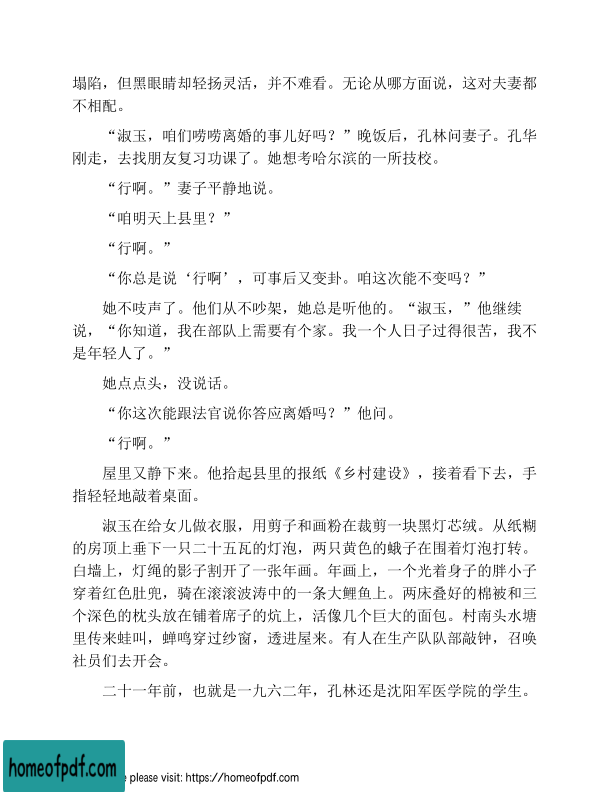 塌陷，但黑眼睛却轻扬灵活，并不难看。无论从哪方面说，这对夫妻都
不相配。
“淑玉，咱们唠唠离婚的事儿好吗？”晚饭后，孔林问妻子。孔华
刚走，去找朋友复习功课了。她想考哈尔滨的一所技校。
“行啊。”妻子平静地说。
“咱明天上县里？”
“行啊。”
“你总是说‘行啊’，可事后又变卦。咱这次能不变吗？”
她不吱声了。他们从不吵架，她总是听他的。“淑玉，”他继续
说，“你知道，我在部队上需要有个家。我一个人日子过得很苦，我不
是年轻人了。”
她点点头，没说话。
“你这次能跟法官说你答应离婚吗？”他问。
“行啊。”
屋里又静下来。他拾起县里的报纸《乡村建设》，接着看下去，手
指轻轻地敲着桌面。
淑玉在给女儿做衣服，用剪子和画粉在裁剪一块黑灯芯绒。从纸糊
的房顶上垂下一只二十五瓦的灯泡，两只黄色的蛾子在围着灯泡打转。
白墙上，灯绳的影子割开了一张年画。年画上，一个光着身子的胖小子
穿着红色肚兜，骑在滚滚波涛中的一条大鲤鱼上。两床叠好的棉被和三
个深色的枕头放在铺着席子的炕上，活像几个巨大的面包。村南头水塘
里传来蛙叫，蝉鸣穿过纱窗，透进屋来。有人在生产队队部敲钟，召唤
社员们去开会。
二十一年前，也就是一九六二年，孔林还是沈阳军医学院的学生。
homeofpdf.com
e please visit: https://homeofpdf.com